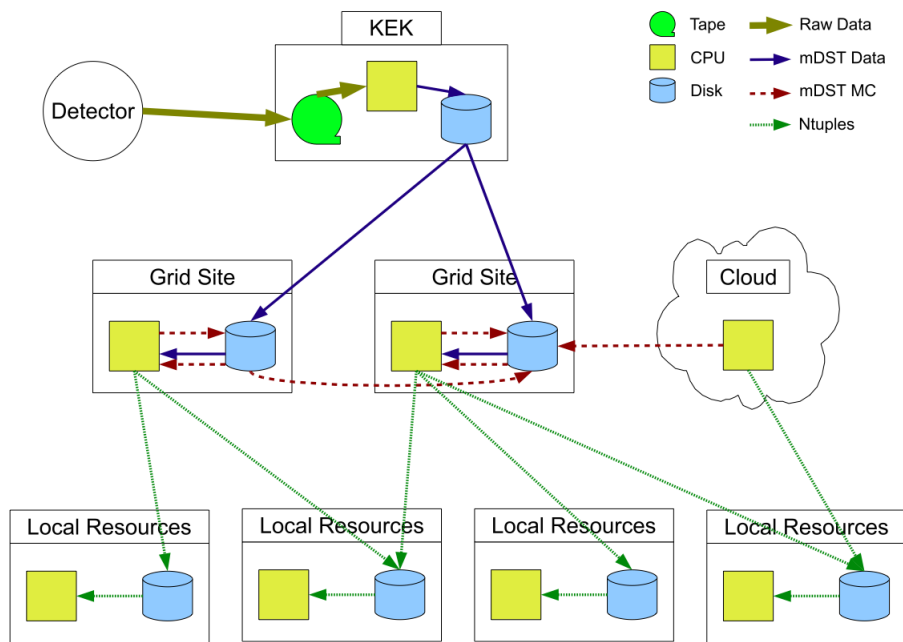 KEK
Tape
Raw Data
CPU
mDST Data
Detector
Disk
mDST MC
Ntuples
Grid Site
Grid Site
Cloud
Local Resources
Local Resources
Local Resources
Local Resources